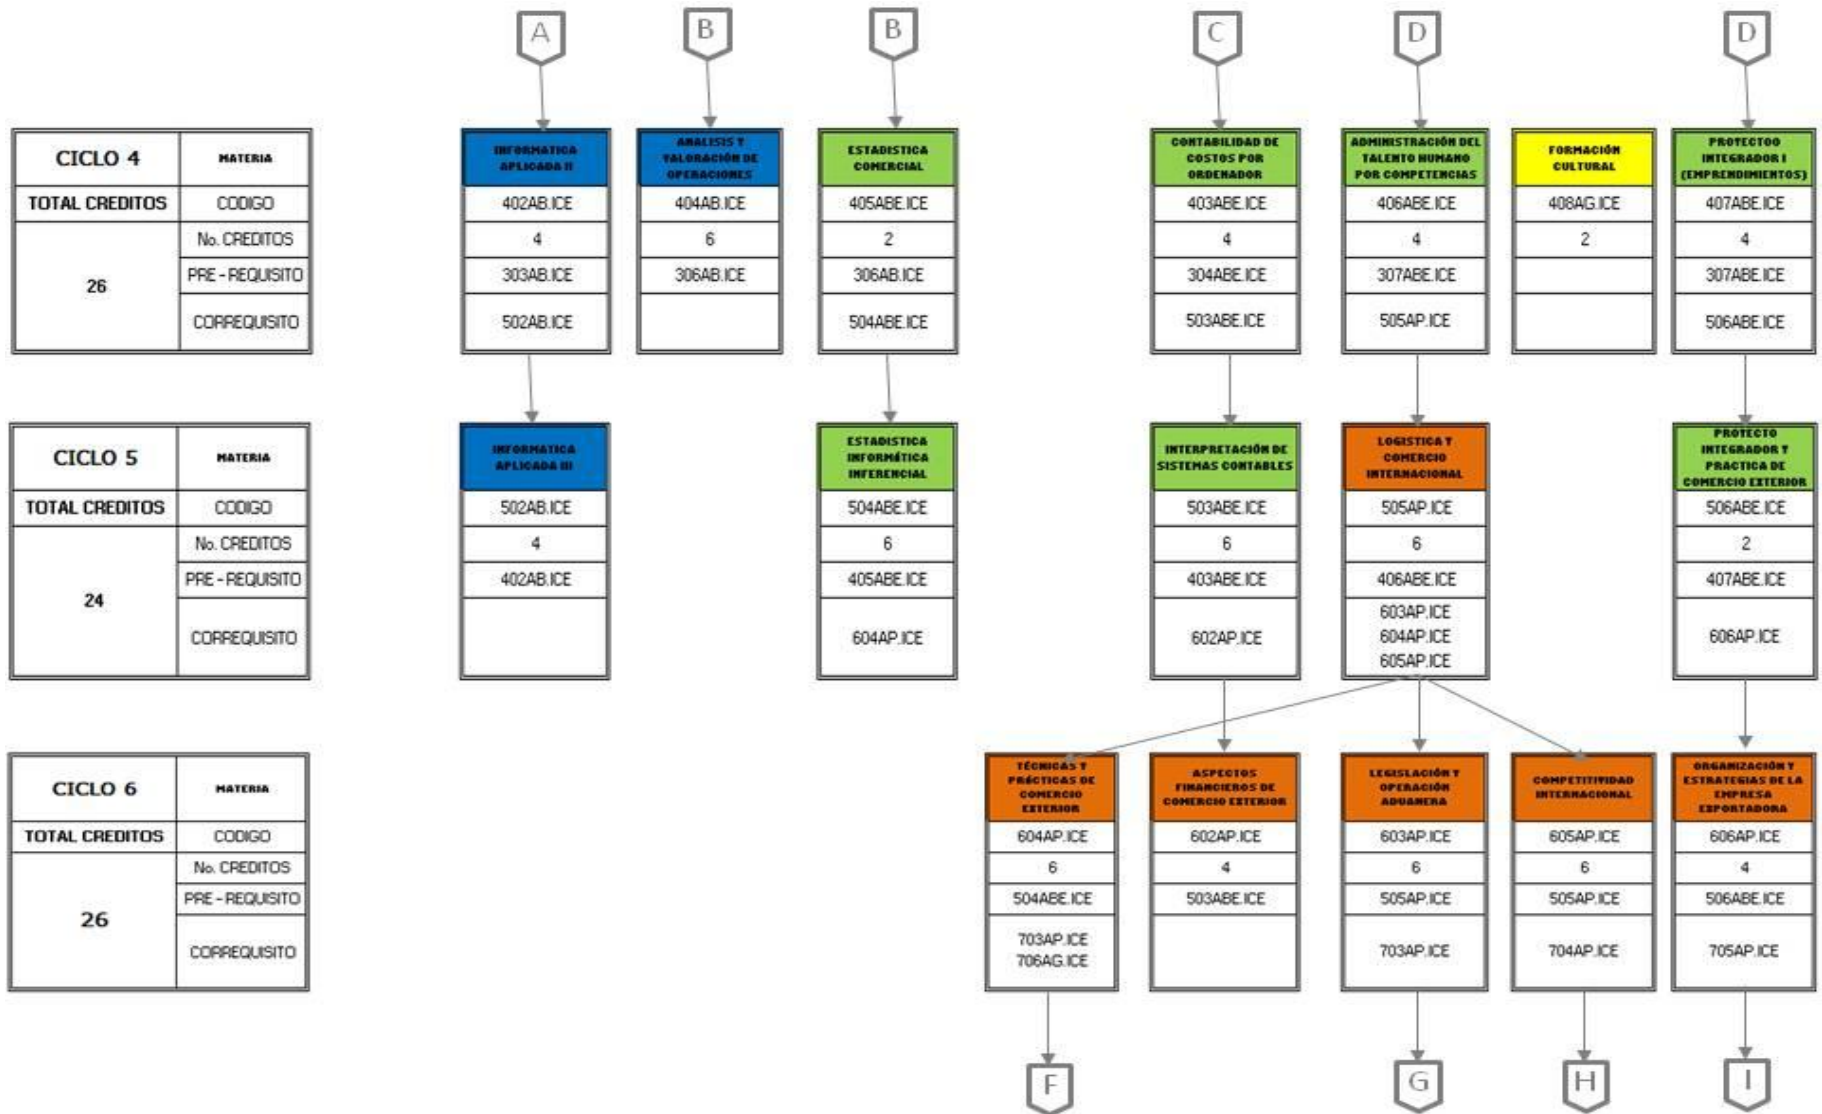 A
B
B
C
D
D
CICLO 4
MATERIA
TOTAL CREDITOS
CODIGO
26
No. CREDITOS
PRE - REQUISITO
CORREQUISITO
INFORMATICA
APLICADA II
402AB.ICE
4
303AB.ICE
502AB.ICE
ANALISIS Y
VALORACIÓN DE
OPERACIONES
404AB.ICE
6
306AB.ICE
ESTADISTICA
COMERCIAL
405ABE.ICE
2
306AB.ICE
504ABE.ICE
CONTABILIDAD DE
COSTOS POR
ORDENADOR
403ABE.ICE
4
304ABE.ICE
503ABE.ICE
ADMINISTRACIÓN DEL
TALENTO HUMANO
POR COMPETENCIAS
406ABE.ICE
4
307ABE.ICE
505AP.ICE
FORMACIÓN
CULTURAL
408AG.ICE
2
PROYECTOO
INTEGRADOR I
(EMPRENDIMIENTOS)
407ABE.ICE
4
307ABE.ICE
506ABE.ICE
CICLO 5
MATERIA
TOTAL CREDITOS
CODIGO
24
No. CREDITOS
PRE - REQUISITO
CORREQUISITO
INFORMATICA
APLICADA III
502AB.ICE
4
402AB.ICE
ESTADISTICA
INFORMÁTICA
INFERENCIAL
504ABE.ICE
6
405ABE.ICE
604AP.ICE
INTERPRETACIÓN DE
SISTEMAS CONTABLES
503ABE.ICE
6
403ABE.ICE
602AP.ICE
LOGISTICA Y
COMERCIO
INTERNACIONAL
505AP.ICE
6
406ABE.ICE
603AP.ICE
604AP.ICE
605AP.ICE
PROYECTO
INTEGRADOR Y
PRACTICA DE
COMERCIO EXTERIOR
506ABE.ICE
2
407ABE.ICE
606AP.ICE
CICLO 6
MATERIA
TOTAL CREDITOS
CODIGO
26
No. CREDITOS
PRE - REQUISITO
CORREQUISITO
TÉCNICAS Y
PRÁCTICAS DE
COMERCIO
EXTERIOR
604AP.ICE
6
504ABE.ICE
703AP.ICE
706AG.ICE
ASPECTOS
FINANCIEROS DE
COMERCIO EXTERIOR
602AP.ICE
4
503ABE.ICE
LEGISLACIÓN Y
OPERACIÓN
ADUANERA
603AP.ICE
6
505AP.ICE
703AP.ICE
COMPETITIVIDAD
INTERNACIONAL
605AP.ICE
6
505AP.ICE
704AP.ICE
ORGANIZACIÓN Y
ESTRATEGIAS DE LA
EMPRESA
EXPORTADORA
606AP.ICE
4
506ABE.ICE
705AP.ICE
F
G
H
I